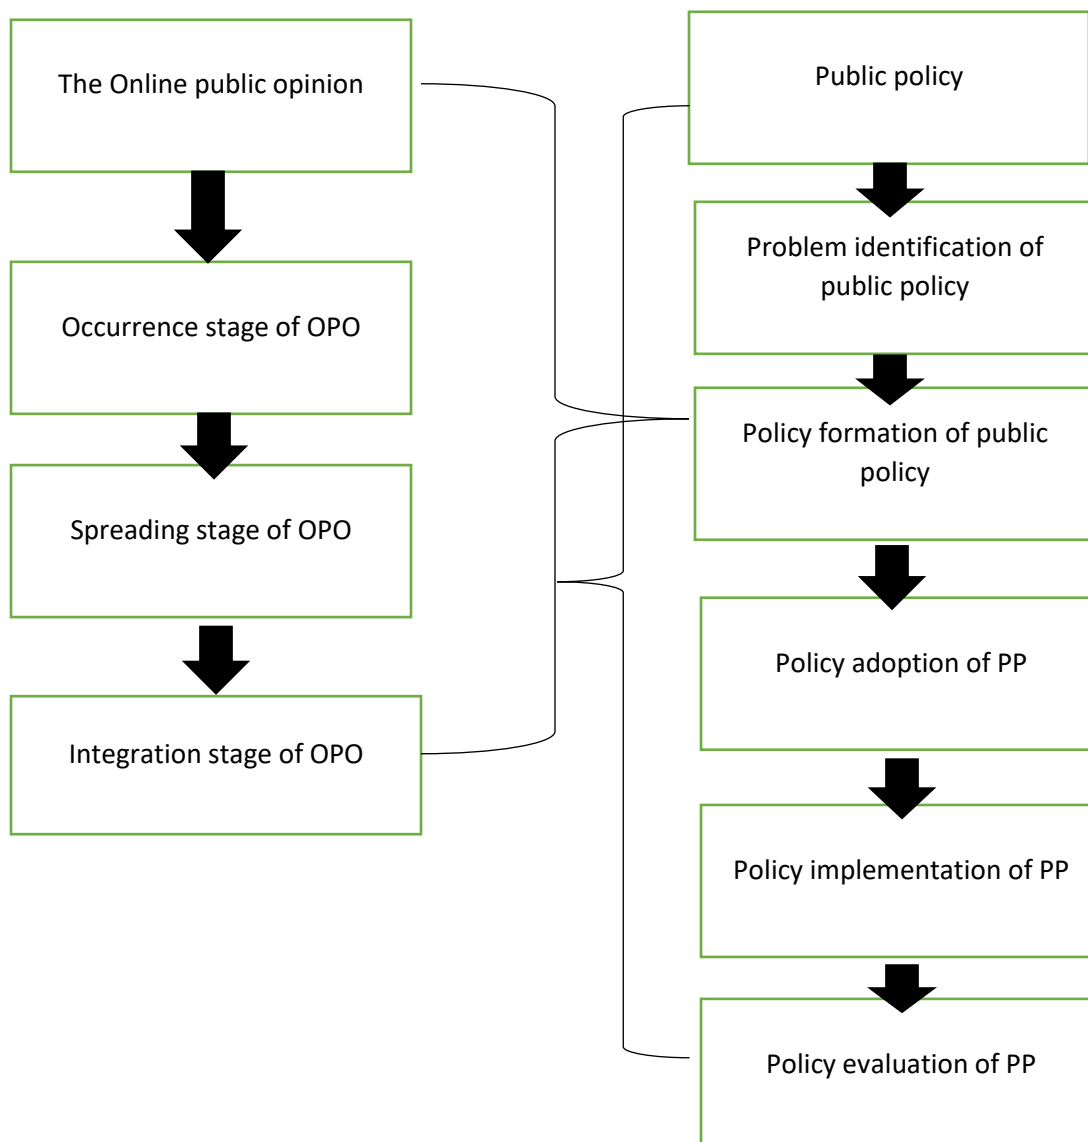 The Online public opinion
Occurrence stage of OPO
Spreading stage of OPO
Integration stage of OPO
Public policy
Problem identification of
public policy
Policy formation of public
policy
Policy adoption of PP
Policy implementation of PP
Policy evaluation of PP